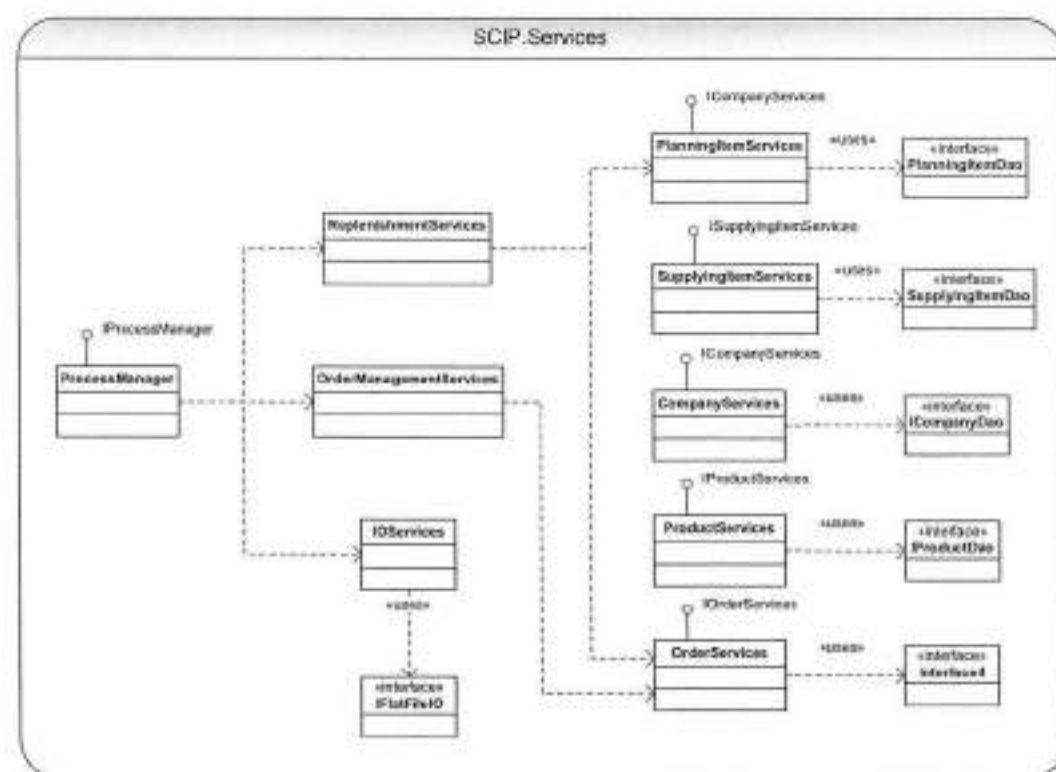 SCIP.Services
ICompanyServices
PlanningItemServices
«uses»
«interface»
PlanningItemDao
ReplenishmentServices
ISupplyingItemServices
SupplyingItemServices
«uses»
«interface»
SupplyingItemDao
IProcessManager
ProcessManager
OrderManagementServices
ICompanyServices
CompanyServices
«uses»
«interface»
ICompanyDao
IProductServices
ProductServices
«uses»
«interface»
IProductDao
IOServices
«uses»
«interface»
IFlatFileIO
IOrderServices
OrderServices
«uses»
«interface»
Interface4